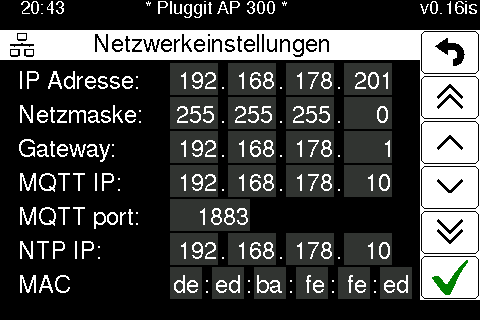 20:43 * Pluggit AP 300 * v0.16is
Netzwerkeinstellungen
IP Adresse: 192. 168. 178. 201
Netzmaske: 255. 255. 255. 0
Gateway: 192. 168. 178. 1
MQTT IP: 192. 168. 178. 10
MQTT port: 1883
NTP IP: 192. 168. 178. 10
MAC de: ed: ba: fe: fe: ed